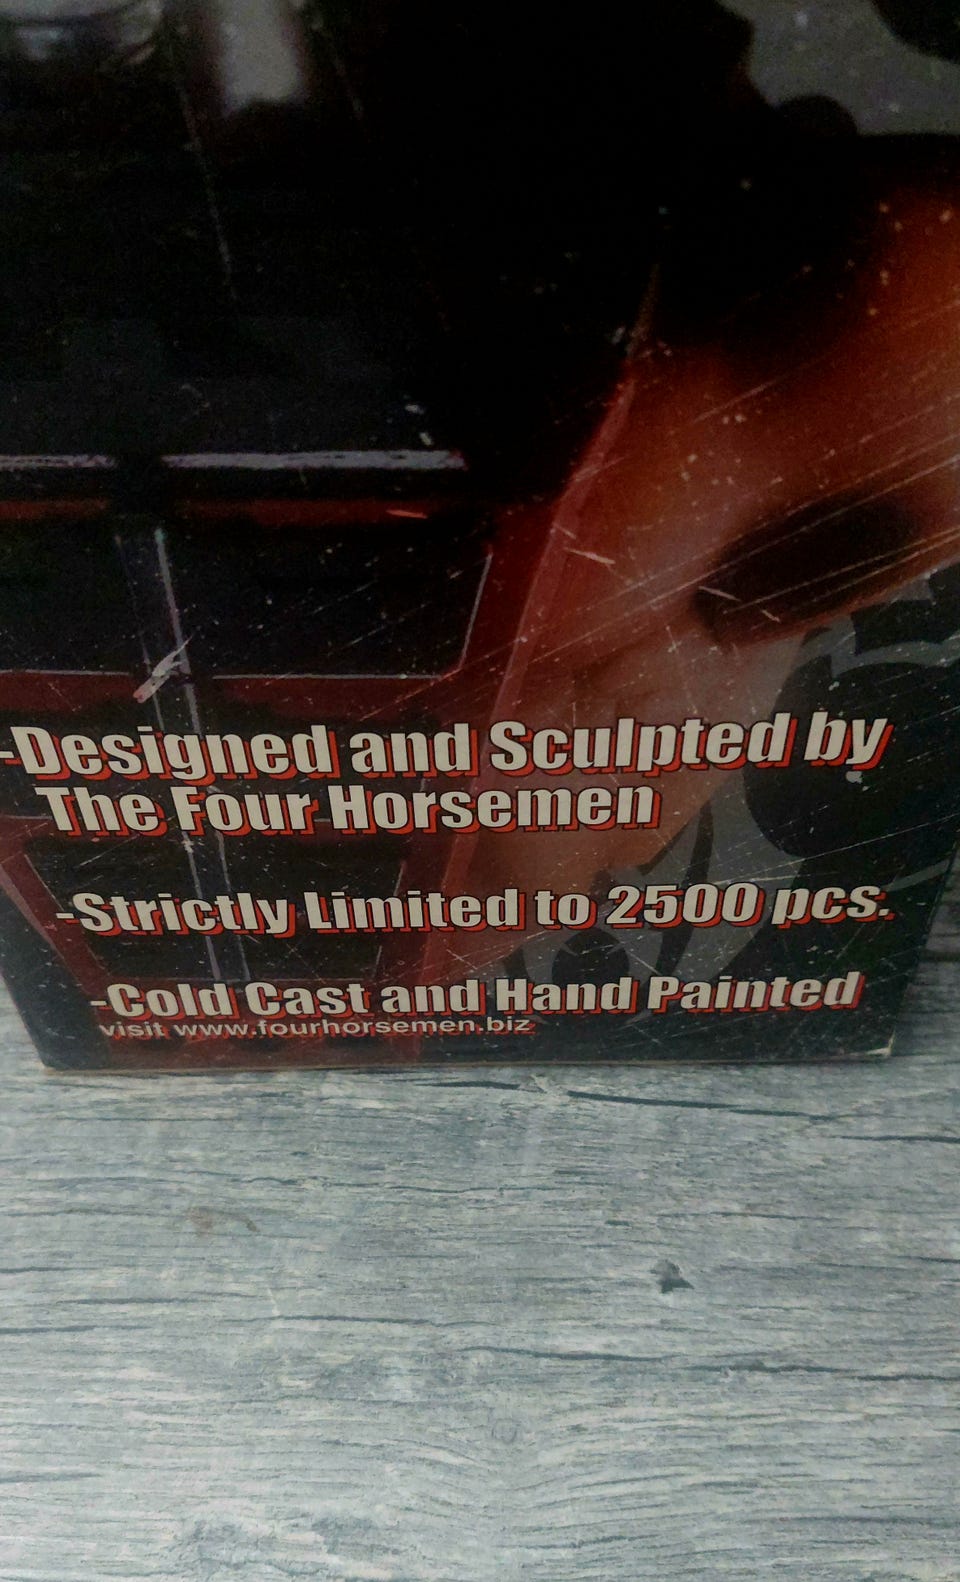 -Designed and Sculpted by
The Four Horsemen
-Strictly Limited to 2500 pcs.
-Cold Cast and Hand Painted
visit www.fourhorsemen.biz